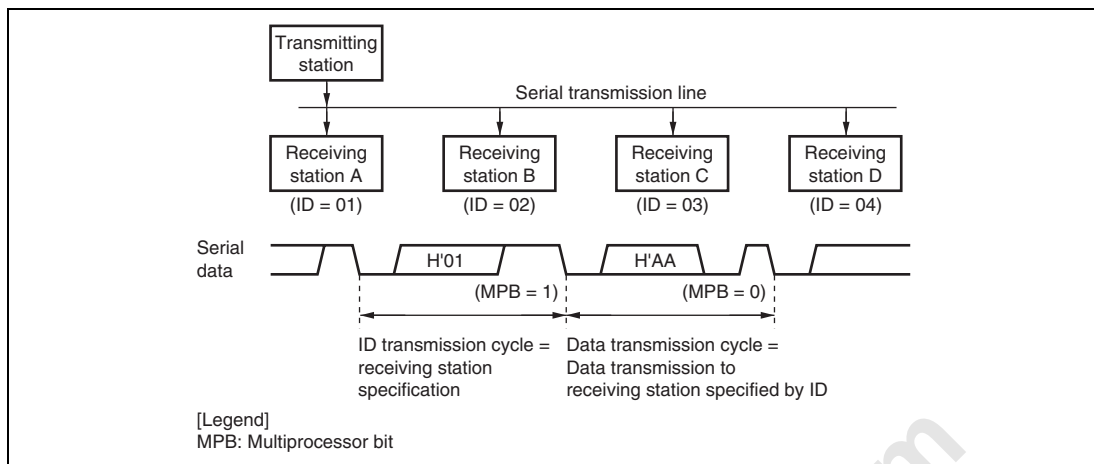 Transmitting
station
Serial transmission line
Receiving
station A
Receiving
station B
Receiving
station C
Receiving
station D
(ID = 01)
(ID = 02)
(ID = 03)
(ID = 04)
Serial
data
H'01
H'AA
(MPB = 1)
(MPB = 0)
ID transmission cycle =
receiving station
specification
Data transmission cycle =
Data transmission to
receiving station specified by ID
[Legend]
MPB: Multiprocessor bit